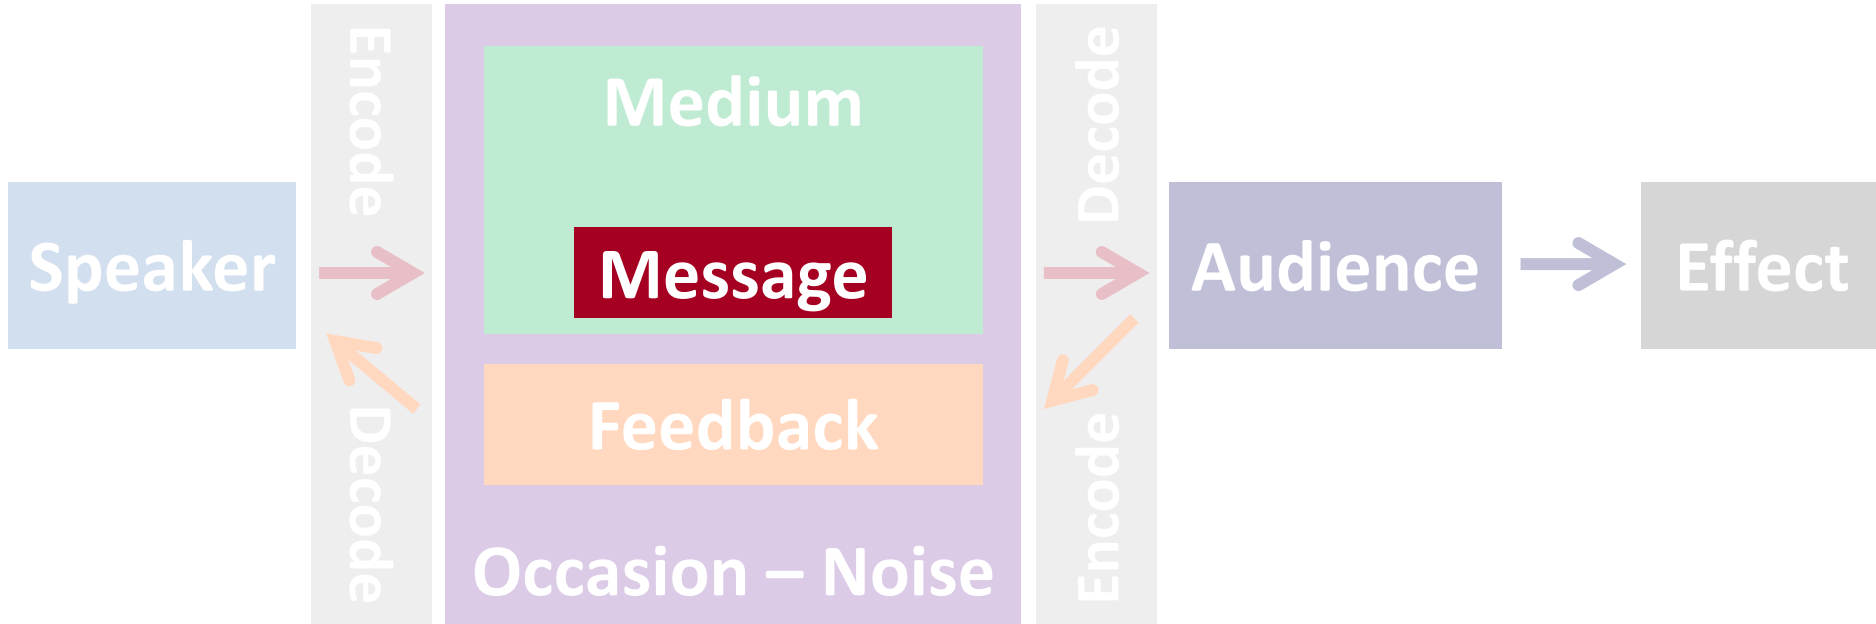 Encode
Medium
Decode
Speaker
Message
Audience
Effect
Feedback
Decode
Encode
Occasion – Noise